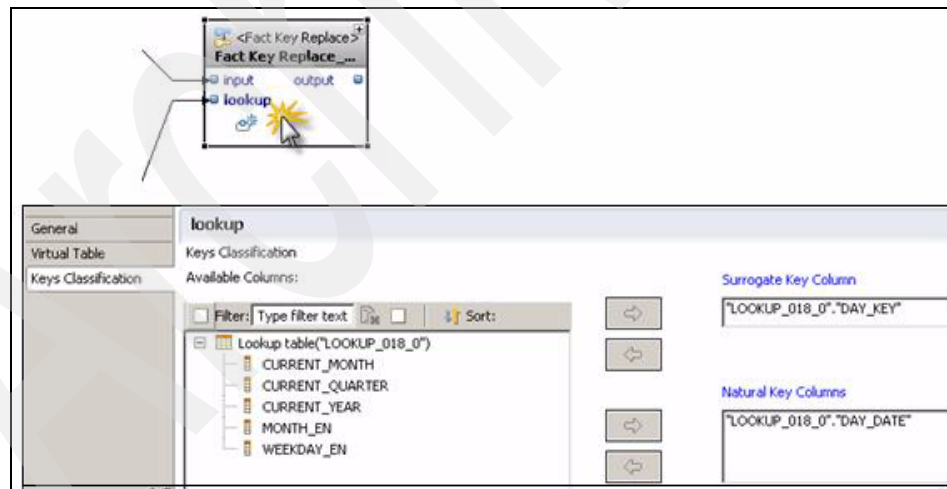 <Fact Key Replace>
Fact Key Replace_...
input output
lookup
General
Virtual Table
Keys Classification
lookup
Keys Classification
Available Columns:
Filter: Type filter text Sort:
Lookup table("LOOKUP_018_0")
CURRENT_MONTH
CURRENT_QUARTER
CURRENT_YEAR
MONTH_EN
WEEKDAY_EN
Surrogate Key Column
"LOOKUP_018_0"."DAY_KEY"
Natural Key Columns
"LOOKUP_018_0"."DAY_DATE"